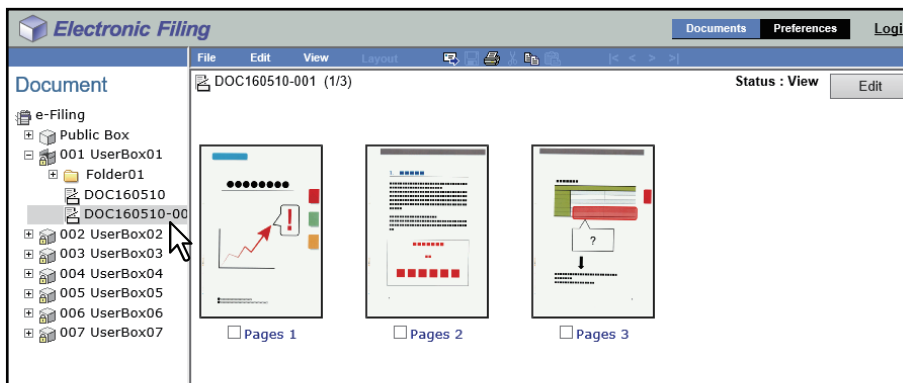 Electronic Filing
Documents Preferences Logi
File Edit View Layout |< < > >|
Document
DOC160510-001 (1/3) Status : View Edit
e-Filing
Public Box
001 UserBox01
Folder01
DOC160510
DOC160510-00
002 UserBox02
003 UserBox03
004 UserBox04
005 UserBox05
006 UserBox06
007 UserBox07
!
1.
?
Pages 1 Pages 2 Pages 3